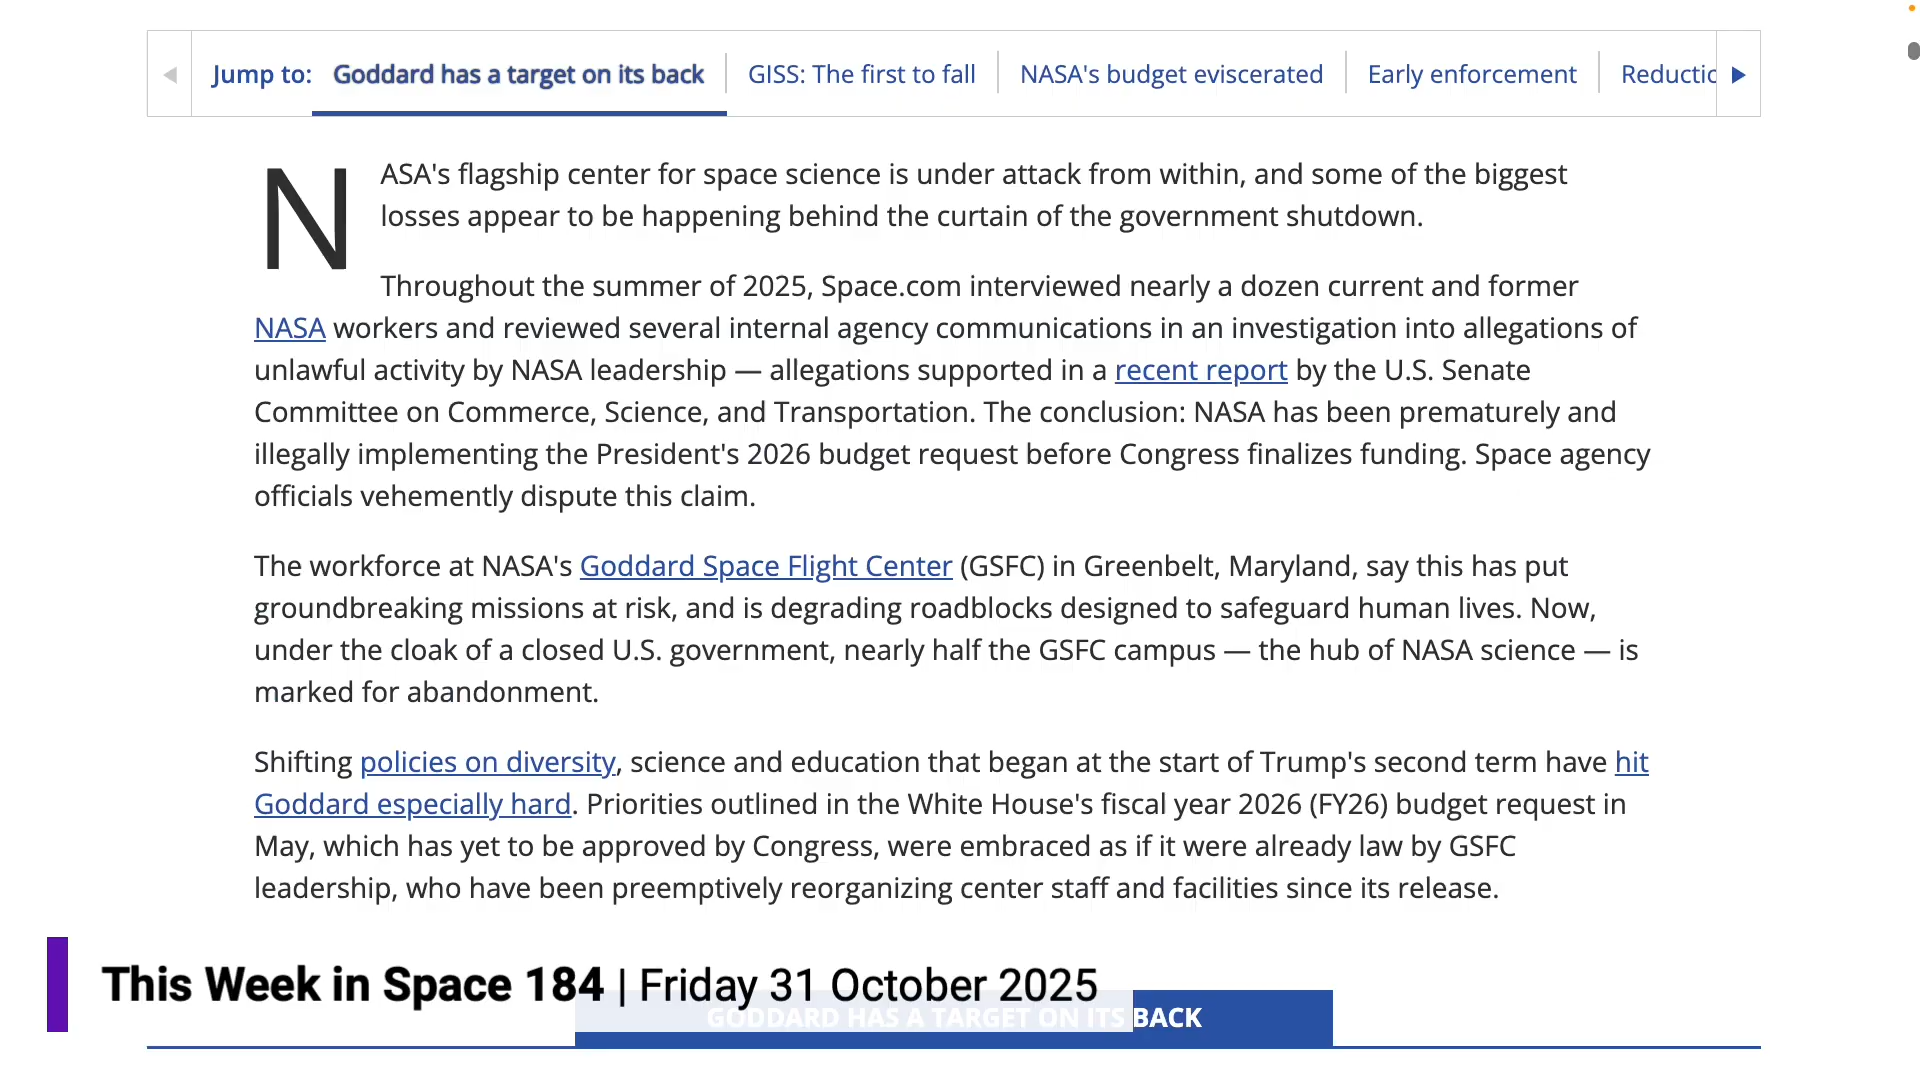 Jump to: Goddard has a target on its back GISS: The first to fall NASA's budget eviscerated Early enforcement Reductic
NASA's flagship center for space science is under attack from within, and some of the biggest
losses appear to be happening behind the curtain of the government shutdown.
Throughout the summer of 2025, Space.com interviewed nearly a dozen current and former
NASA workers and reviewed several internal agency communications in an investigation into allegations of
unlawful activity by NASA leadership — allegations supported in a recent report by the U.S. Senate
Committee on Commerce, Science, and Transportation. The conclusion: NASA has been prematurely and
illegally implementing the President's 2026 budget request before Congress finalizes funding. Space agency
officials vehemently dispute this claim.
The workforce at NASA's Goddard Space Flight Center (GSFC) in Greenbelt, Maryland, say this has put
groundbreaking missions at risk, and is degrading roadblocks designed to safeguard human lives. Now,
under the cloak of a closed U.S. government, nearly half the GSFC campus — the hub of NASA science — is
marked for abandonment.
Shifting policies on diversity, science and education that began at the start of Trump's second term have hit
Goddard especially hard. Priorities outlined in the White House's fiscal year 2026 (FY26) budget request in
May, which has yet to be approved by Congress, were embraced as if it were already law by GSFC
leadership, who have been preemptively reorganizing center staff and facilities since its release.
This Week in Space 184 | Friday 31 October 2025
GODDARD HAS A TARGET ON ITS BACK